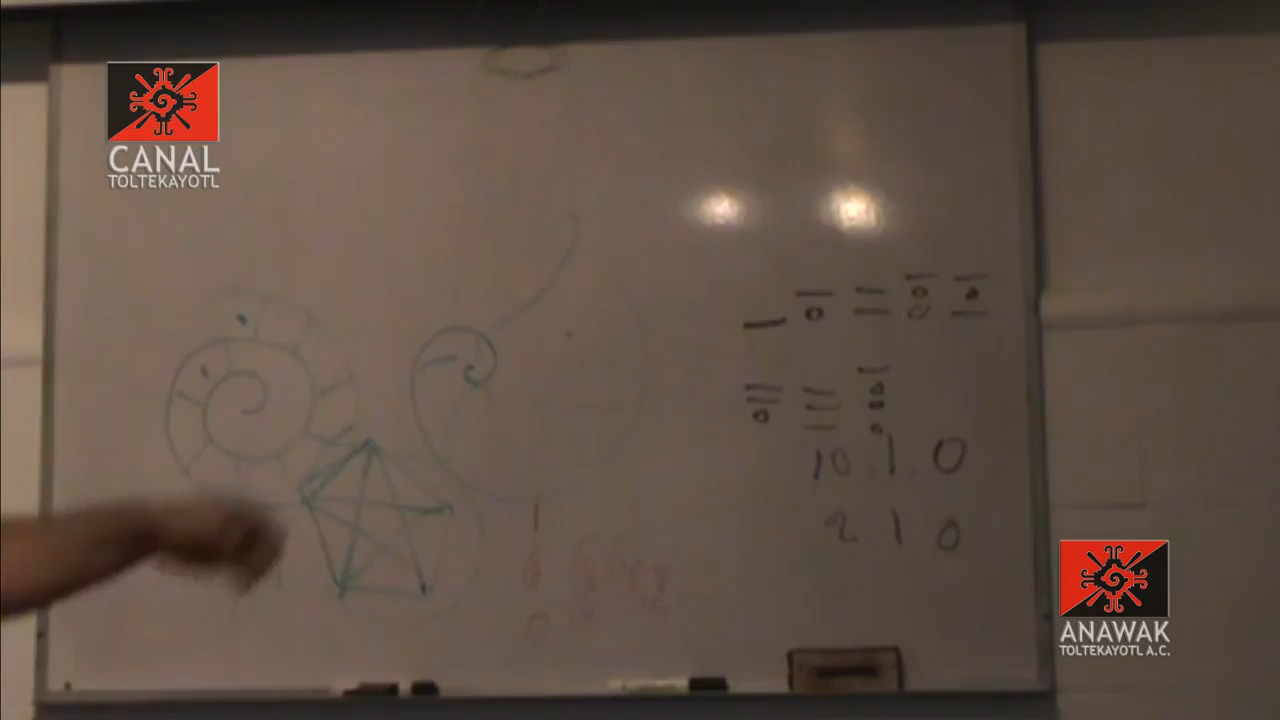 CANAL
TOLTEKAYOTL
10 1 0
2 1 0
ANAWAK
TOLTEKAYOTL A.C.